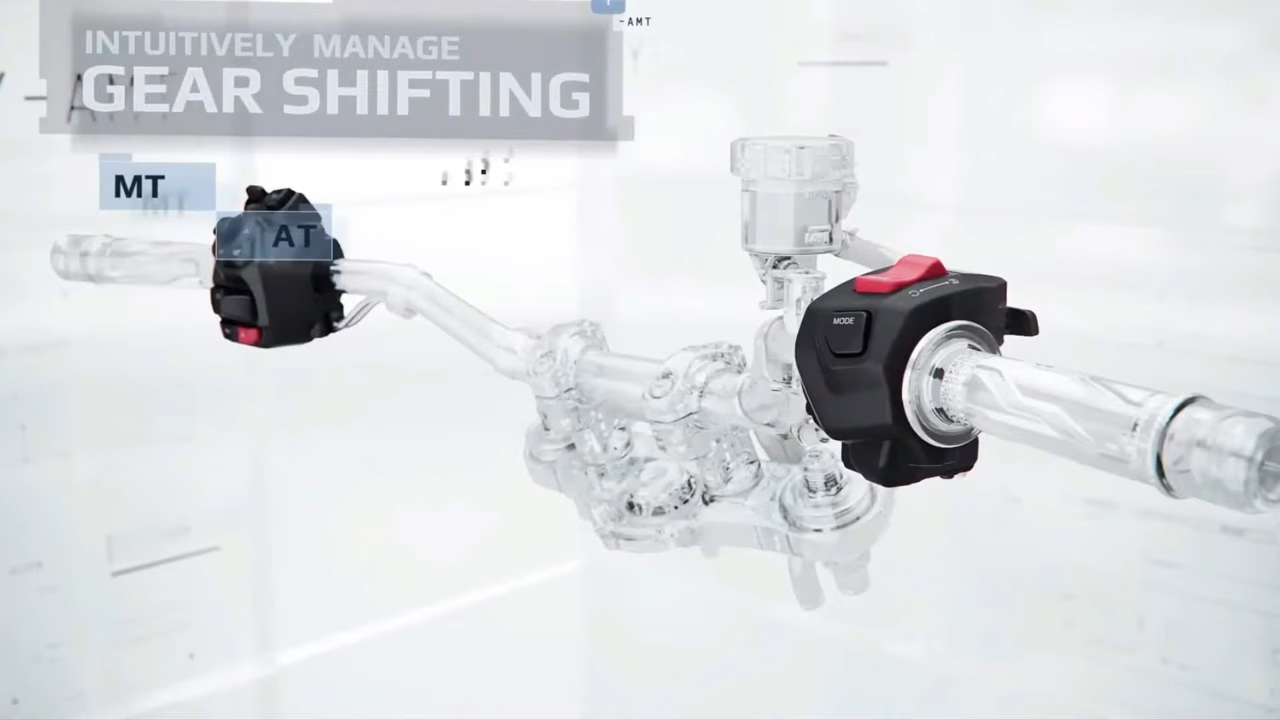 -AMT
INTUITIVELY MANAGE
GEAR SHIFTING
MT
AT
MODE